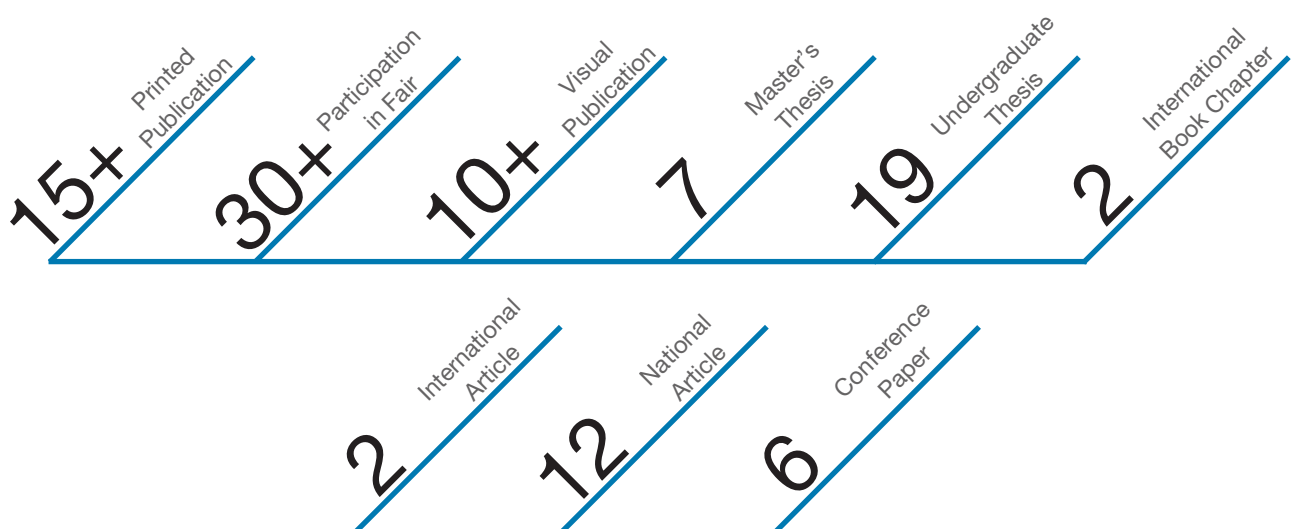 15+
Printed
Publication
30+
Participation
in Fair
10+
Visual
Publication
7
Master's
Thesis
19
Undergraduate
Thesis
2
International
Book Chapter
2
International
Article
12
National
Article
6
Conference
Paper